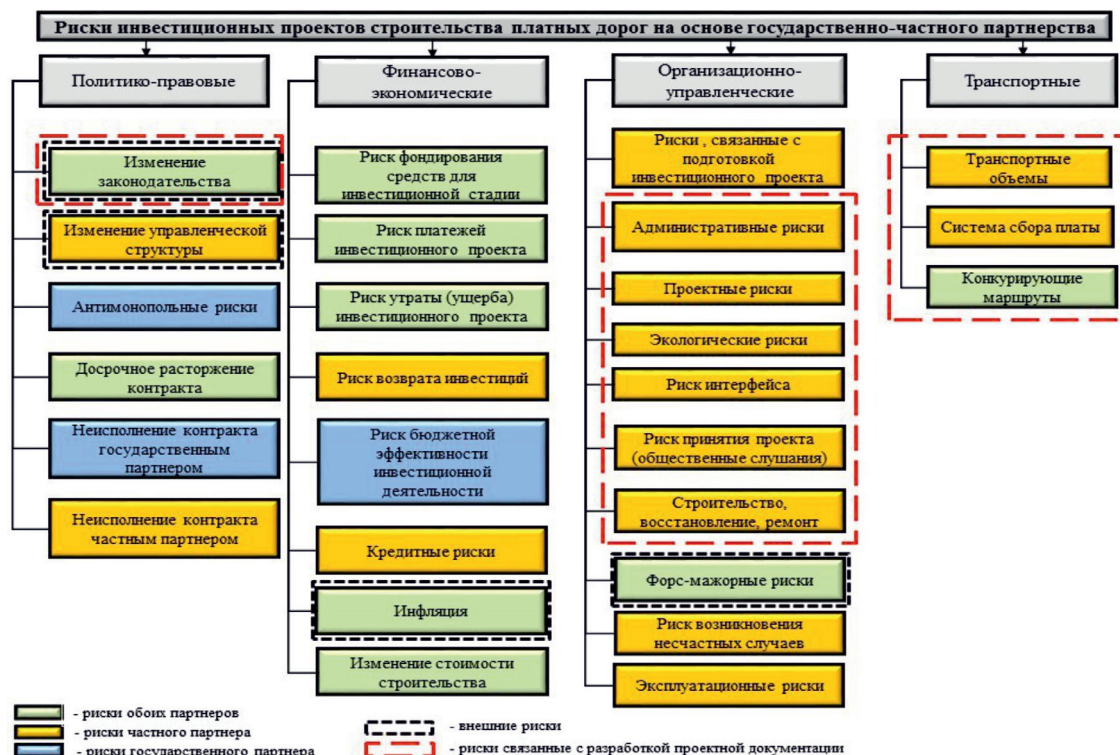 Риски инвестиционных проектов строительства платных дорог на основе государственно-частного партнерства
Политико-правовые
Изменение
законодательства
Изменение управленческой
структуры
Антимонопольные риски
Досрочное расторжение
контракта
Неисполнение контракта
государственным
партнером
Неисполнение контракта
частным партнером
Финансово-
экономические
Риск фондирования
средств для
инвестиционной стадии
Риск платежей
инвестиционного проекта
Риск утраты (ущерба)
инвестиционного проекта
Риск возврата инвестиций
Риск бюджетной
эффективности
инвестиционной
деятельности
Кредитные риски
Инфляция
Изменение стоимости
строительства
Организационно-
управленческие
Риски , связанные с
подготовкой
инвестиционного проекта
Административные риски
Проектные риски
Экологические риски
Риск интерфейса
Риск принятия проекта
(общественные слушания)
Строительство,
восстановление, ремонт
Форс-мажорные риски
Риск возникновения
несчастных случаев
Эксплуатационные риски
Транспортные
Транспортные
объемы
Система сбора платы
Конкурирующие
маршруты
- риски обоих партнеров
- риски частного партнера
- риски государственного партнера
- внешние риски
- риски связанные с разработкой проектной документации